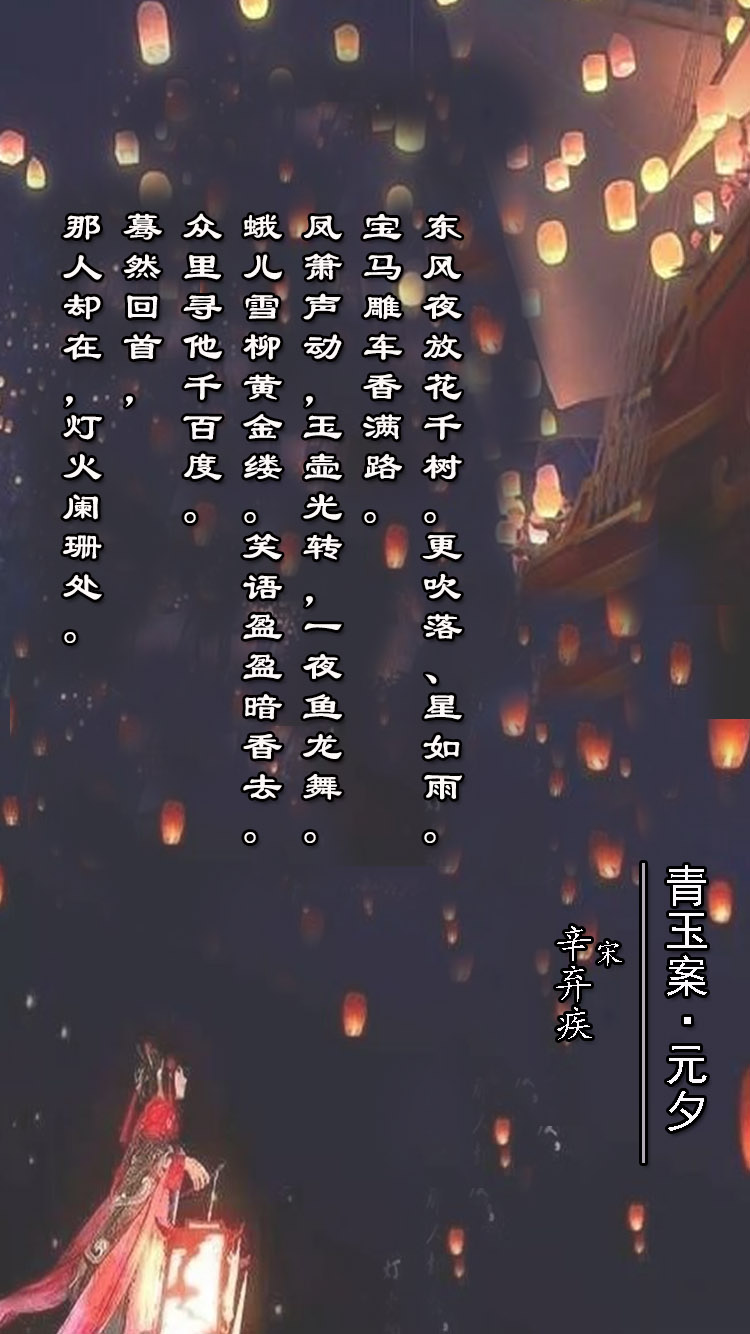 青玉案·元夕
宋
辛弃疾
东风夜放花千树。更吹落、星如雨。
宝马雕车香满路。
凤箫声动，玉壶光转，一夜鱼龙舞。
蛾儿雪柳黄金缕。笑语盈盈暗香去。
众里寻他千百度。
蓦然回首，
那人却在，灯火阑珊处。